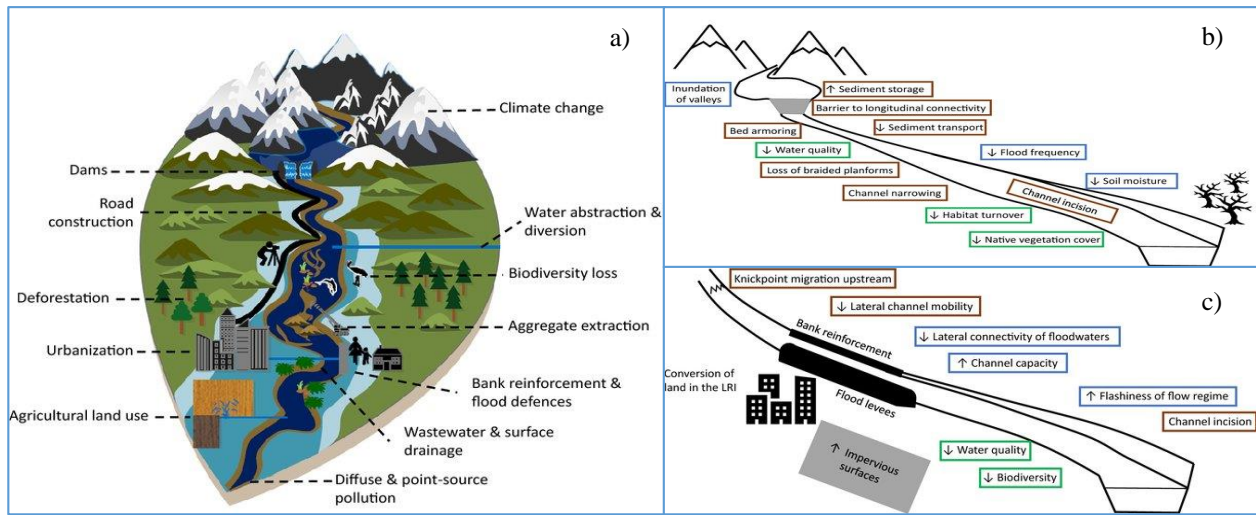 a)
Climate change
Dams
Road
construction
Water abstraction &
diversion
Biodiversity loss
Deforestation
Aggregate extraction
Urbanization
Bank reinforcement &
flood defences
Agricultural land use
Wastewater & surface
drainage
Diffuse & point-source
pollution
b)
Inundation
of valleys
↑ Sediment storage
Barrier to longitudinal connectivity
↓ Sediment transport
Bed armoring
↓ Water quality
↓ Flood frequency
Loss of braided planforms
↓ Soil moisture
Channel narrowing
Channel incision
↓ Habitat turnover
↓ Native vegetation cover
c)
Knickpoint migration upstream
↓ Lateral channel mobility
Bank reinforcement
↓ Lateral connectivity of floodwaters
↑ Channel capacity
Conversion of
land in the LRI
Flood levees
↑ Flashiness of flow regime
Channel incision
↑ Impervious
surfaces
↓ Water quality
↓ Biodiversity